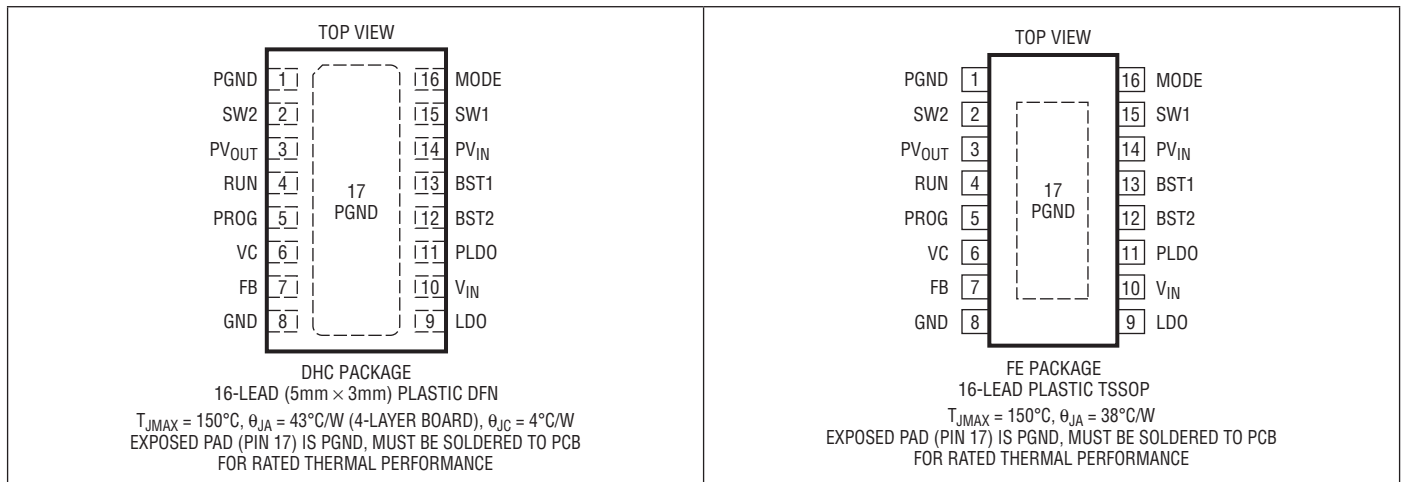 TOP VIEW
PGND 1
SW2 2
PVOUT 3
RUN 4
PROG 5
VC 6
FB 7
GND 8
17
PGND
16 MODE
15 SW1
14 PVIN
13 BST1
12 BST2
11 PLDO
10 VIN
9 LDO
DHC PACKAGE
16-LEAD (5mm × 3mm) PLASTIC DFN
TJMAX = 150°C, θJA = 43°C/W (4-LAYER BOARD), θJC = 4°C/W
EXPOSED PAD (PIN 17) IS PGND, MUST BE SOLDERED TO PCB
FOR RATED THERMAL PERFORMANCE
TOP VIEW
PGND 1
SW2 2
PVOUT 3
RUN 4
PROG 5
VC 6
FB 7
GND 8
17
PGND
16 MODE
15 SW1
14 PVIN
13 BST1
12 BST2
11 PLDO
10 VIN
9 LDO
FE PACKAGE
16-LEAD PLASTIC TSSOP
TJMAX = 150°C, θJA = 38°C/W
EXPOSED PAD (PIN 17) IS PGND, MUST BE SOLDERED TO PCB
FOR RATED THERMAL PERFORMANCE